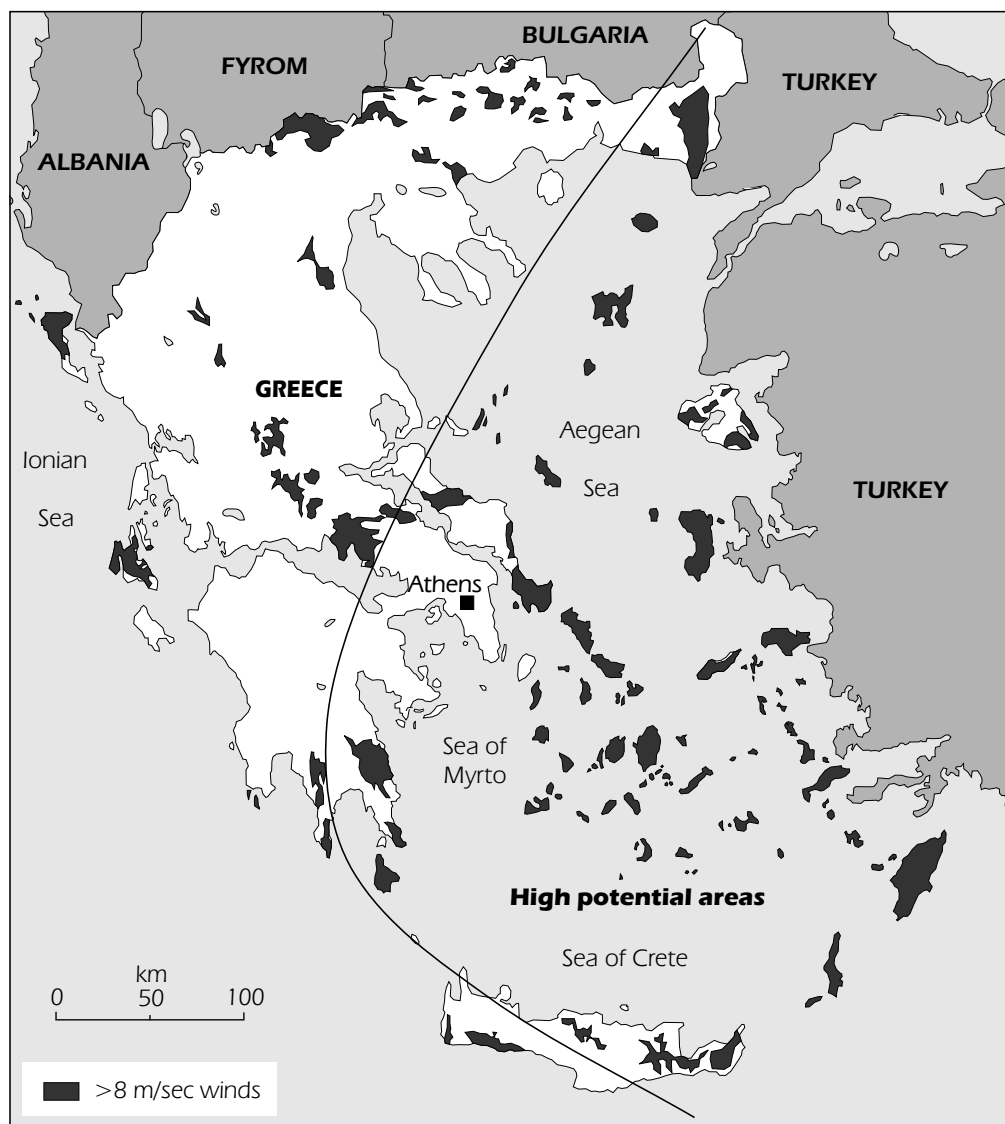 BULGARIA
FYROM
TURKEY
ALBANIA
GREECE
Ionian
Sea
Aegean
Sea
TURKEY
Athens
Sea of
Myrto
High potential areas
Sea of Crete
km
0 50 100
>8 m/sec winds